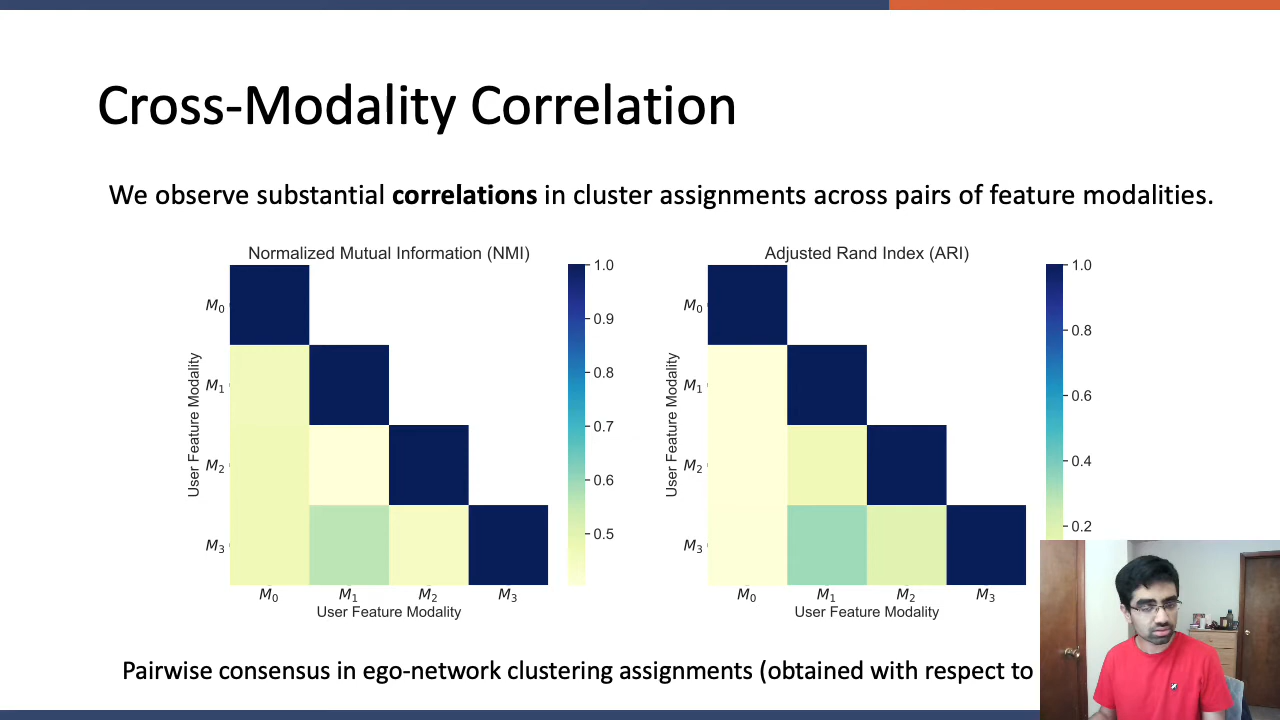 Cross-Modality Correlation
We observe substantial correlations in cluster assignments across pairs of feature modalities.
Normalized Mutual Information (NMI)
1.0
0.9
0.8
0.7
0.6
0.5
User Feature Modality
M0
M1
M2
M3
M0 M1 M2 M3
User Feature Modality
Adjusted Rand Index (ARI)
1.0
0.8
0.6
0.4
0.2
User Feature Modality
M0
M1
M2
M3
M0 M1 M2 M3
User Feature Modality
Pairwise consensus in ego-network clustering assignments (obtained with respect to